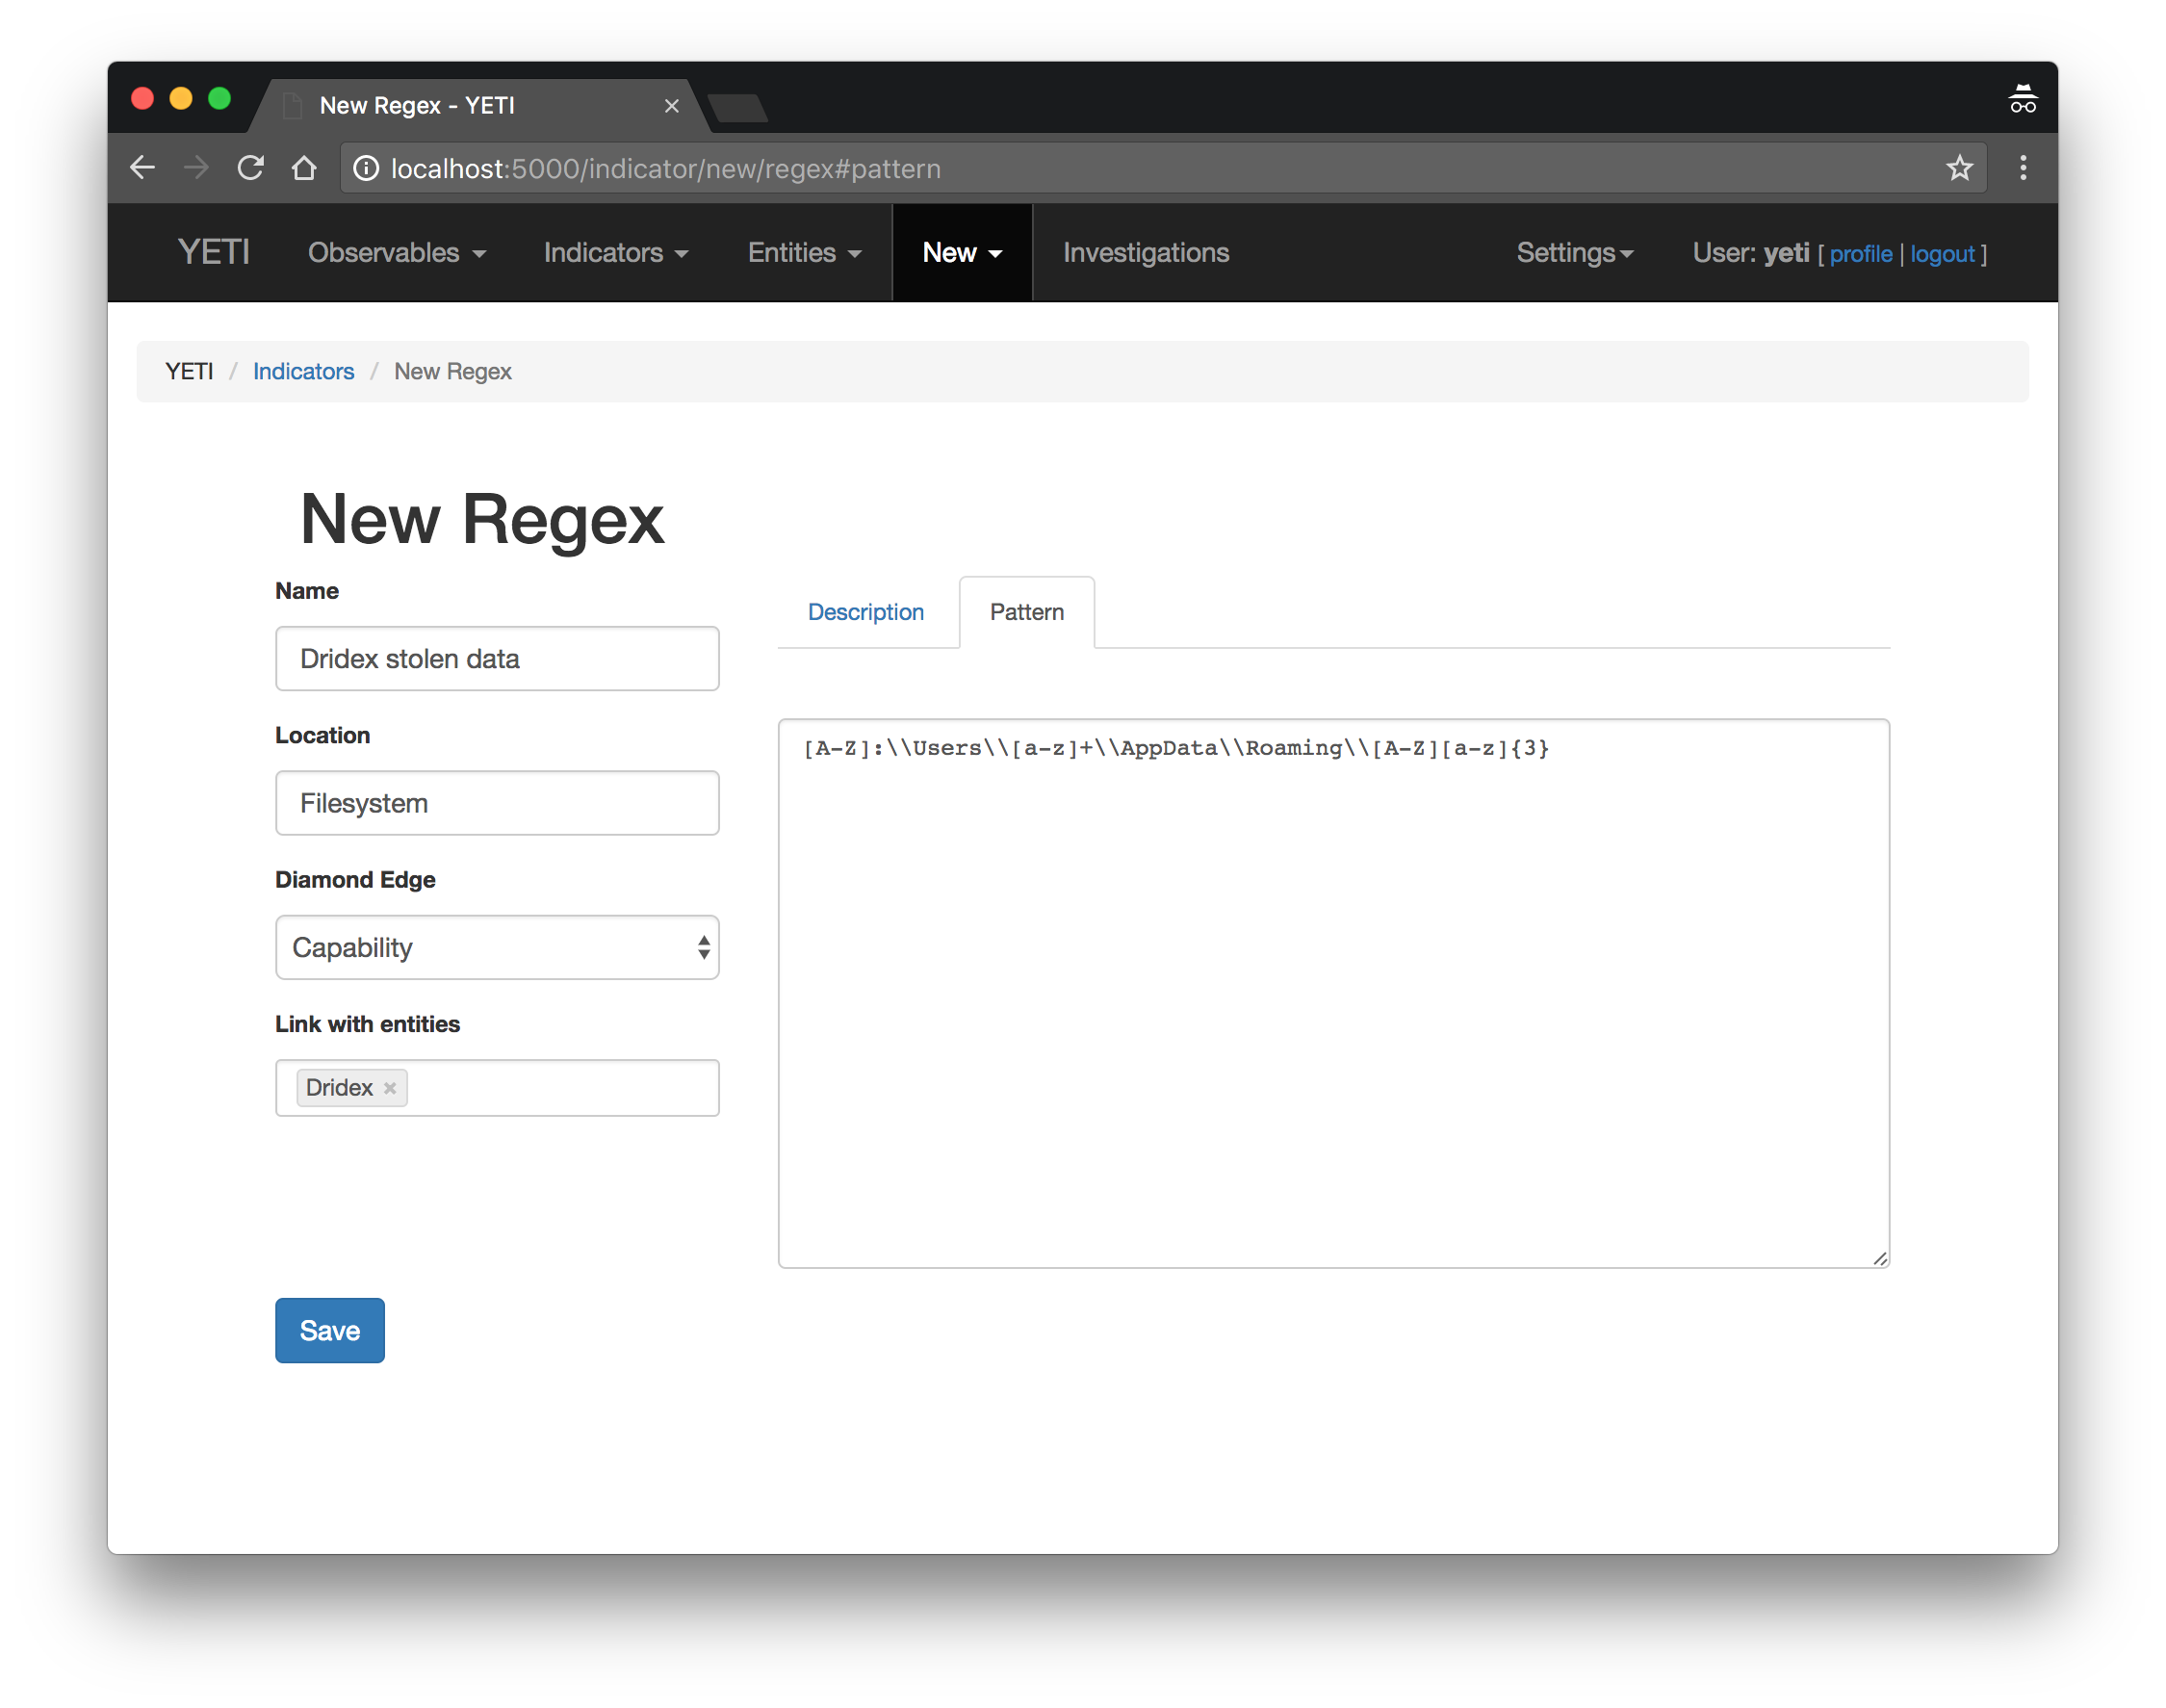 New Regex - YETI
localhost:5000/indicator/new/regex#pattern
YETI Observables Indicators Entities New Investigations Settings User: yeti [ profile | logout ]
YETI / Indicators / New Regex
New Regex
Name
Dridex stolen data
Location
Filesystem
Diamond Edge
Capability
Link with entities
Dridex ×
Save
Description Pattern
[A-Z]:\\Users\\[a-z]+\\AppData\\Roaming\\[A-Z][a-z]{3}